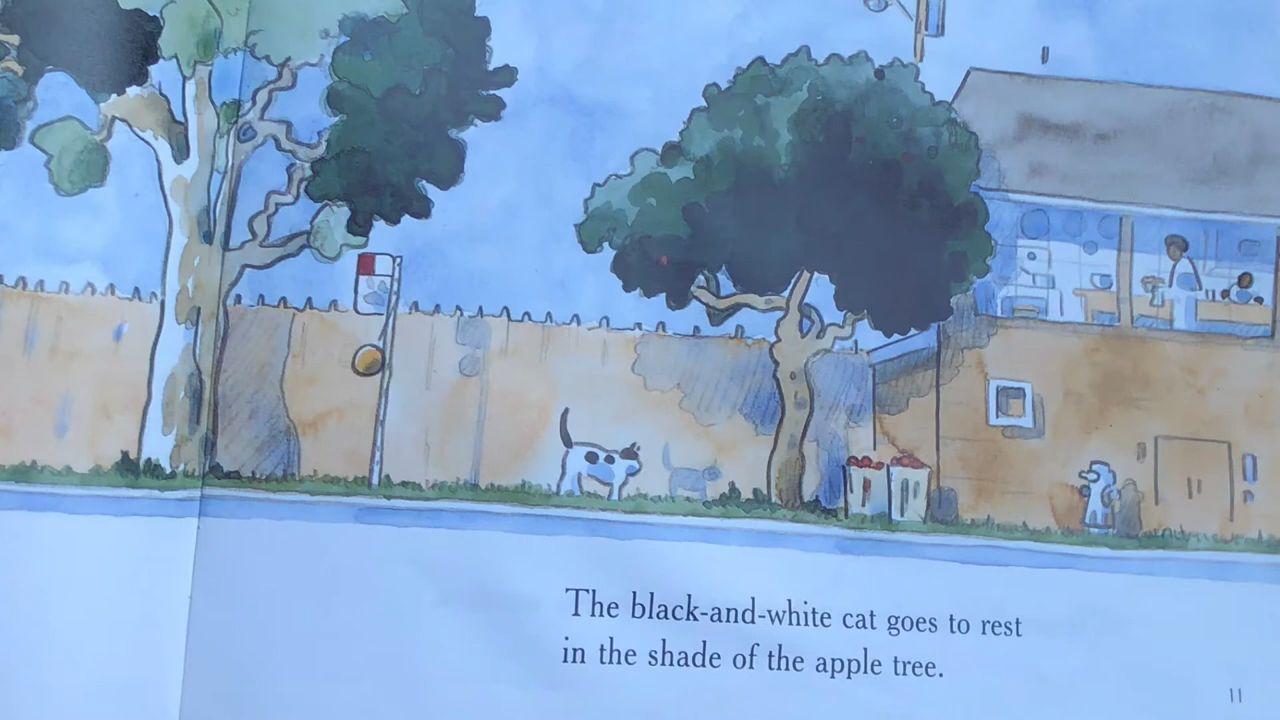 The black-and-white cat goes to rest
in the shade of the apple tree.
11